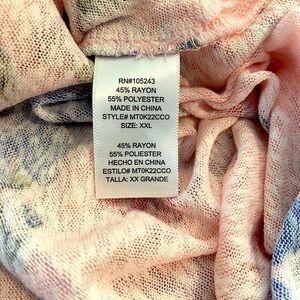 RN#105243
45% RAYON
55% POLYESTER
MADE IN CHINA
STYLE# MT0K22CCO
SIZE: XXL
45% RAYON
55% POLIESTER
HECHO EN CHINA
ESTILO# MT0K22CCO
TALLA: XX GRANDE